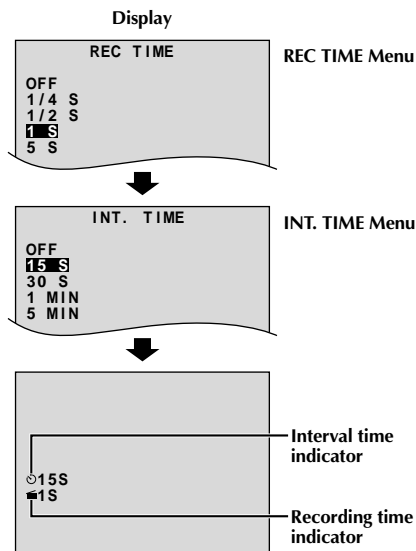 Display
REC TIME
REC TIME Menu
OFF
1/4 S
1/2 S
1 S
5 S
INT. TIME
INT. TIME Menu
OFF
15 S
30 S
1 MIN
5 MIN
Interval time
indicator
15S
1S
Recording time
indicator